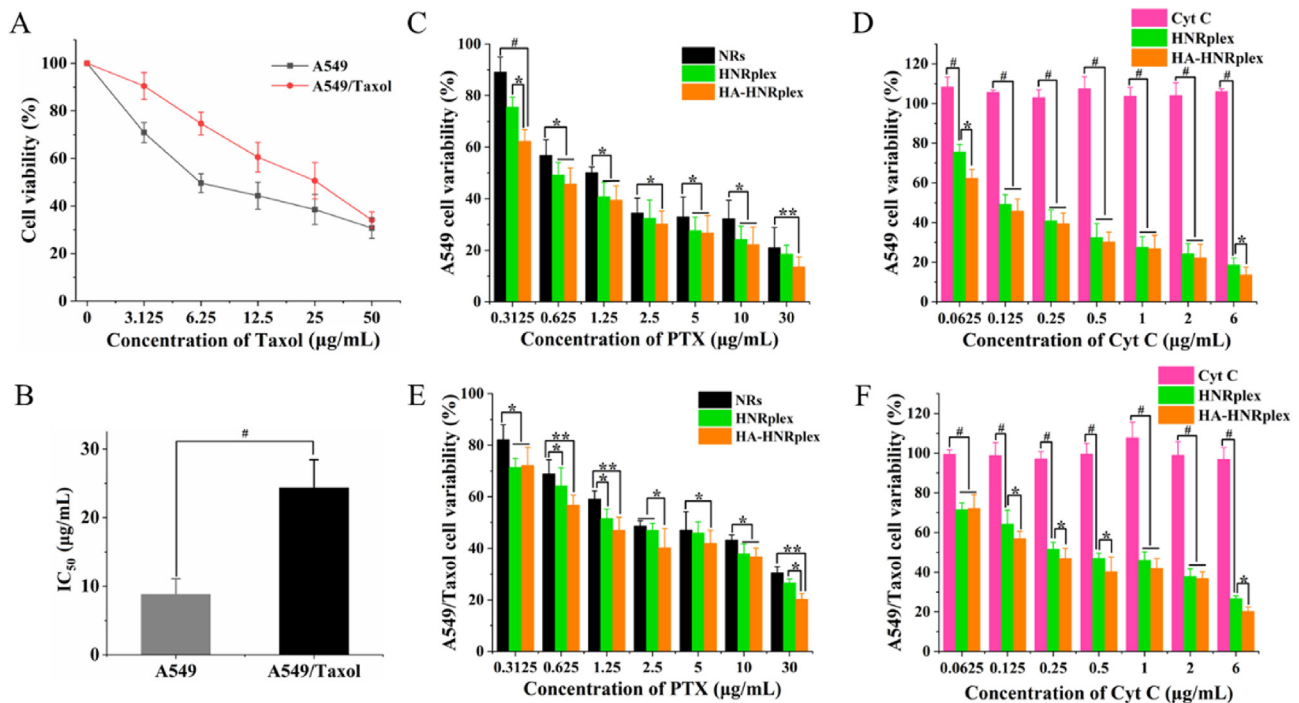 A
Cell viability (%)
100
80
60
40
20
0
A549
A549/Taxol
0 3.125 6.25 12.5 25 50
Concentration of Taxol (μg/mL)
B
IC50 (μg/mL)
30
20
10
0
#
A549 A549/Taxol
C
A549 cell variability (%)
100
80
60
40
20
0
NRs
HNRplex
HA-HNRplex
#
* * * * * * **
0.3125 0.625 1.25 2.5 5 10 30
Concentration of PTX (μg/mL)
D
A549 cell variability (%)
120
100
80
60
40
20
0
Cyt C
HNRplex
HA-HNRplex
# # # # # # #
* *
0.0625 0.125 0.25 0.5 1 2 6
Concentration of Cyt C (μg/mL)
E
A549/Taxol cell variability (%)
100
80
60
40
20
0
NRs
HNRplex
HA-HNRplex
* ** ** * * * **
* * *
0.3125 0.625 1.25 2.5 5 10 30
Concentration of PTX (μg/mL)
F
A549/Taxol cell variability (%)
140
120
100
80
60
40
20
0
Cyt C
HNRplex
HA-HNRplex
# # # # # # #
* * * *
0.0625 0.125 0.25 0.5 1 2 6
Concentration of Cyt C (μg/mL)